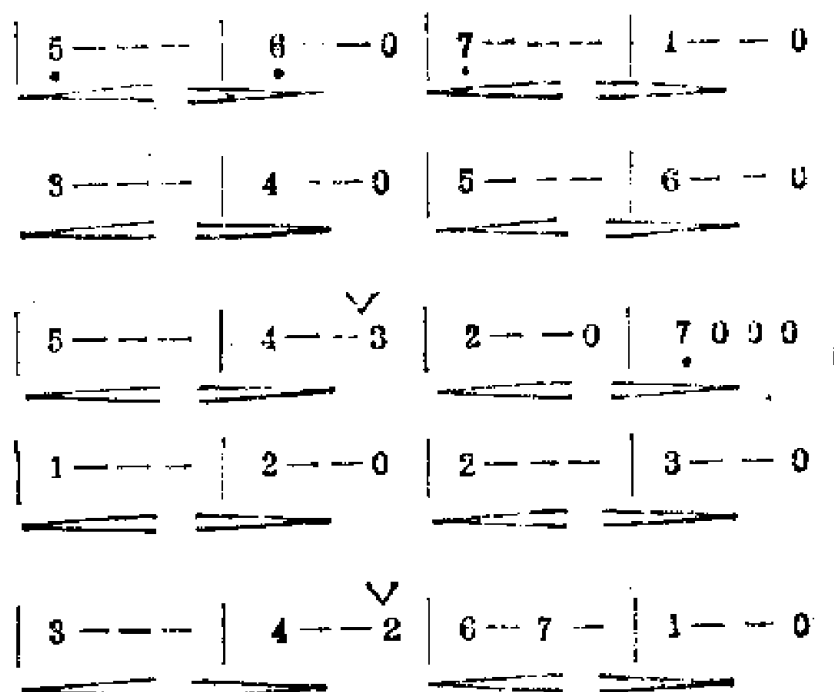 | 5 - - - | 6 - - 0 | 7 - - - | 1 - - 0
| 3 - - - | 4 - - 0 | 5 - - - | 6 - - 0
| 5 - - - | 4 - - 3 | 2 - - 0 | 7 0 0 0
| 1 - - - | 2 - - 0 | 2 - - - | 3 - - 0
| 3 - - - | 4 - - 2 | 6 - 7 - | 1 - - 0